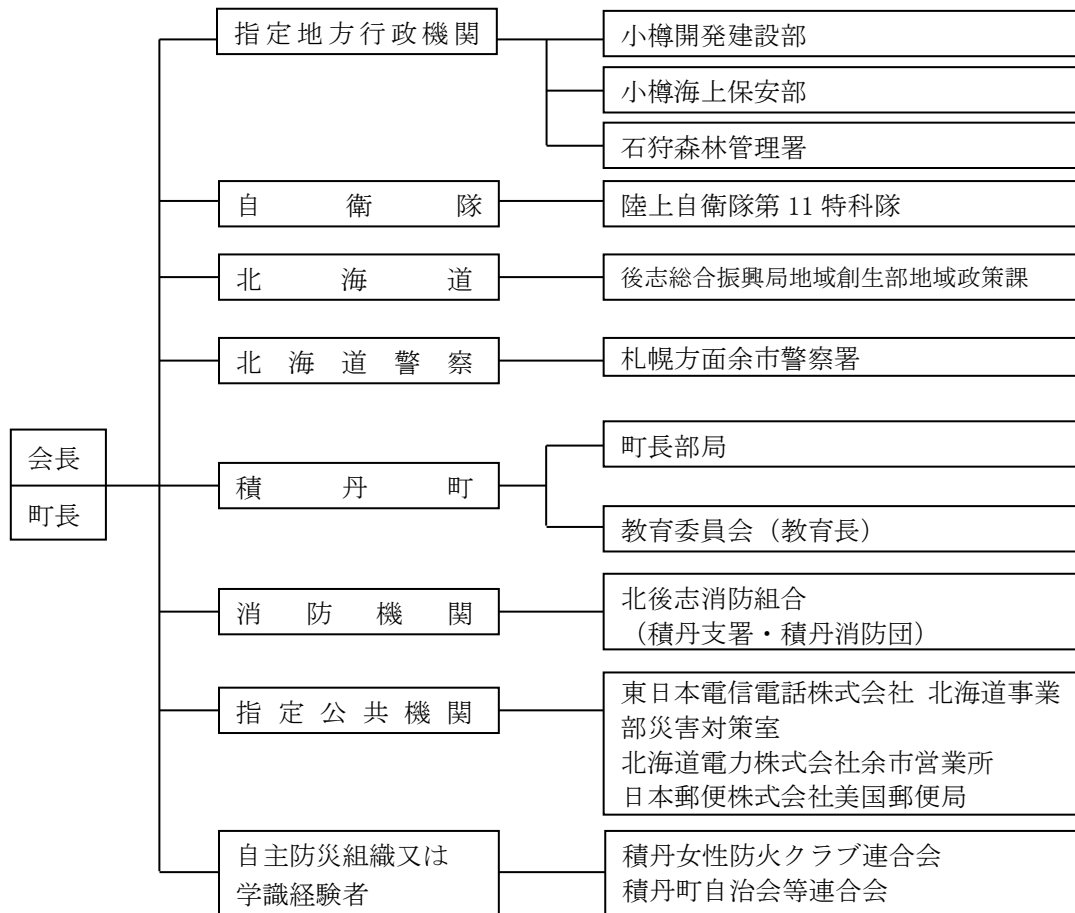 指定地方行政機関
小樽開発建設部
小樽海上保安部
石狩森林管理署
自衛隊
陸上自衛隊第 11 特科隊
北海道
後志総合振興局地域創生部地域政策課
北海道警察
札幌方面余市警察署
会長
町長
積丹町
町長部局
教育委員会（教育長）
消防機関
北後志消防組合
（積丹支署・積丹消防団）
指定公共機関
東日本電信電話株式会社 北海道事業
部災害対策室
北海道電力株式会社余市営業所
日本郵便株式会社美国郵便局
自主防災組織又は
学識経験者
積丹女性防火クラブ連合会
積丹町自治会等連合会